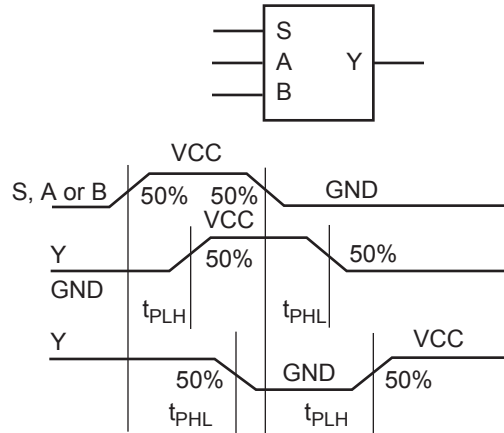 S
A Y
B
VCC
S, A or B 50% 50% GND
VCC
Y 50% 50%
GND
tPLH tPHL
Y VCC
50% GND 50%
tPHL tPLH